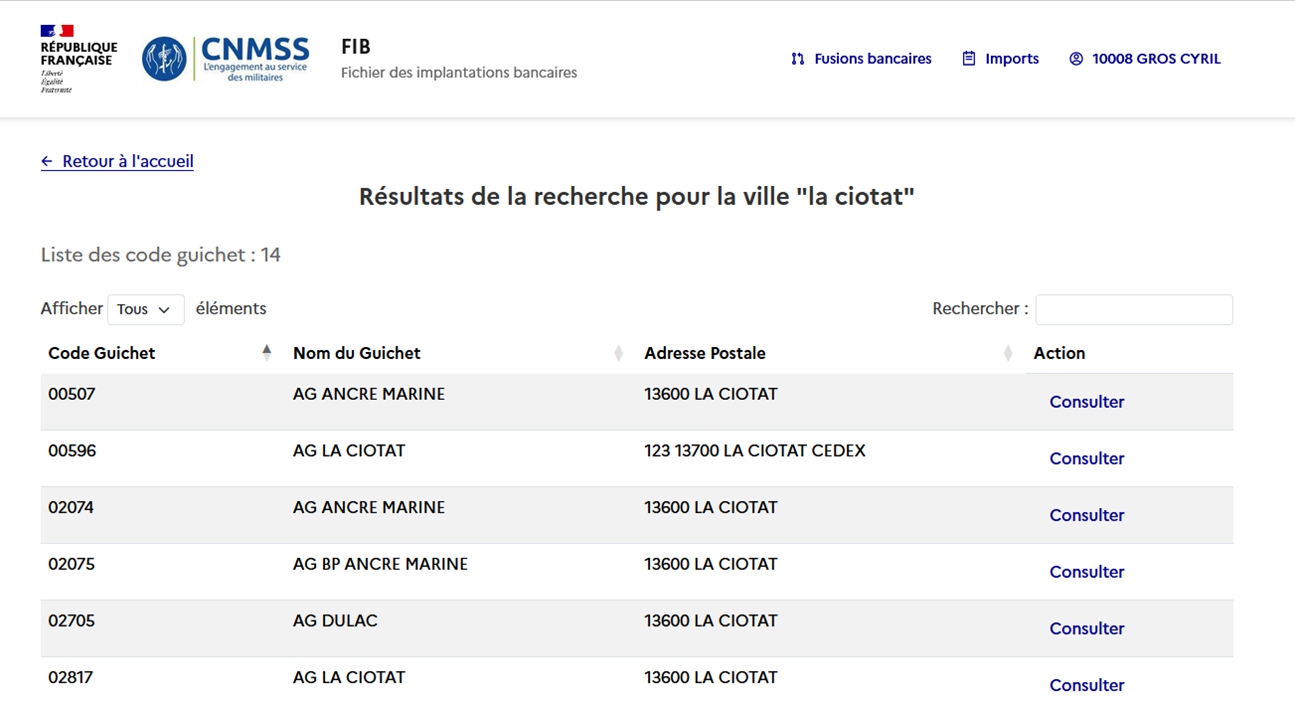 RÉPUBLIQUE
FRANÇAISE
Liberté
Égalité
Fraternité
CNMSS
L'engagement au service
des militaires
FIB
Fichier des implantations bancaires
Fusions bancaires
Imports
10008 GROS CYRIL
← Retour à l'accueil
Résultats de la recherche pour la ville "la ciotat"
Liste des code guichet : 14
Afficher Tous éléments
Rechercher :
Code Guichet Nom du Guichet Adresse Postale Action
00507 AG ANCRE MARINE 13600 LA CIOTAT Consulter
00596 AG LA CIOTAT 123 13700 LA CIOTAT CEDEX Consulter
02074 AG ANCRE MARINE 13600 LA CIOTAT Consulter
02075 AG BP ANCRE MARINE 13600 LA CIOTAT Consulter
02705 AG DULAC 13600 LA CIOTAT Consulter
02817 AG LA CIOTAT 13600 LA CIOTAT Consulter